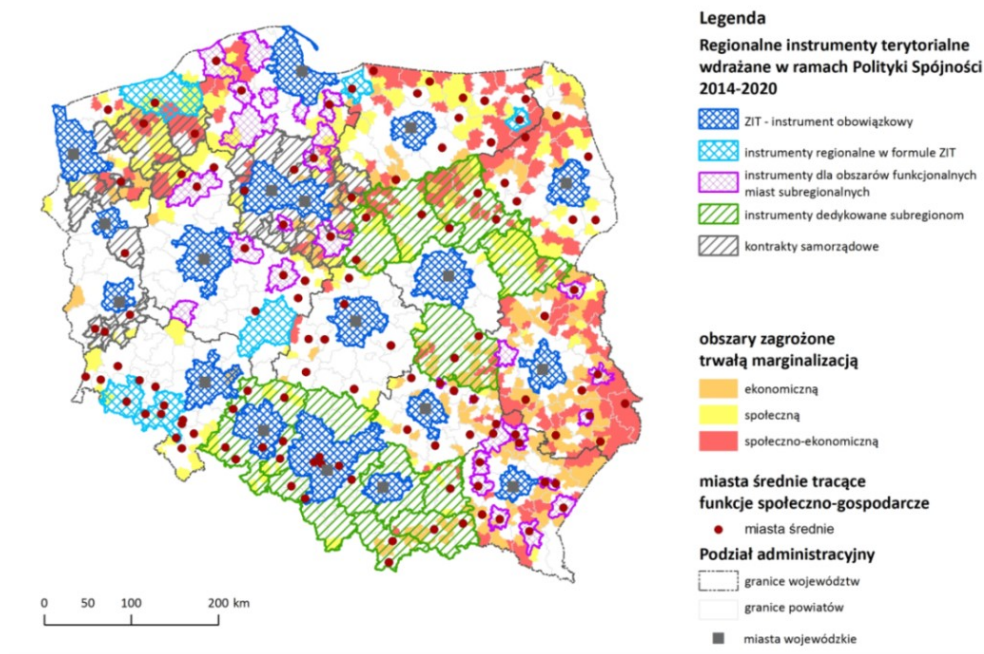 Legenda
Regionalne instrumenty terytorialne
wdrażane w ramach Polityki Spójności
2014-2020
ZIT - instrument obowiązkowy
instrumenty regionalne w formule ZIT
instrumenty dla obszarów funkcjonalnych
miast subregionalnych
instrumenty dedykowane subregionom
kontrakty samorządowe
obszary zagrożone
trwałą marginalizacją
ekonomiczną
społeczną
społeczno-ekonomiczną
miasta średnie tracące
funkcje społeczno-gospodarcze
miasta średnie
Podział administracyjny
granice województw
granice powiatów
miasta wojewódzkie
0 50 100 200 km